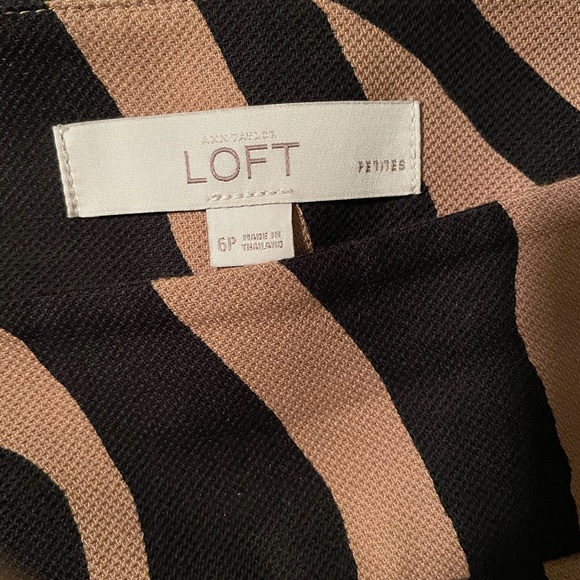 ANN TAYLOR
LOFT
PETITES
6P
MADE IN
THAILAND